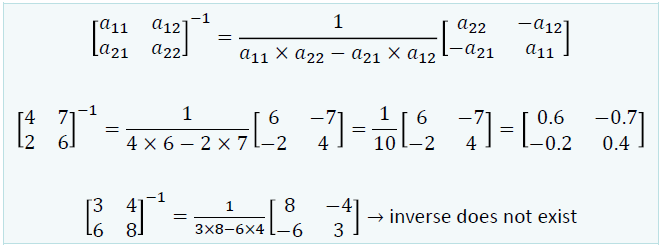 [a₁₁ a₁₂; a₂₁ a₂₂]⁻¹ = 1/(a₁₁ × a₂₂ − a₂₁ × a₁₂) [a₂₂ −a₁₂; −a₂₁ a₁₁]
[4 7; 2 6]⁻¹ = 1/(4 × 6 − 2 × 7) [6 −7; −2 4] = 1/10 [6 −7; −2 4] = [0.6 −0.7; −0.2 0.4]
[3 4; 6 8]⁻¹ = 1/(3×8−6×4) [8 −4; −6 3] → inverse does not exist